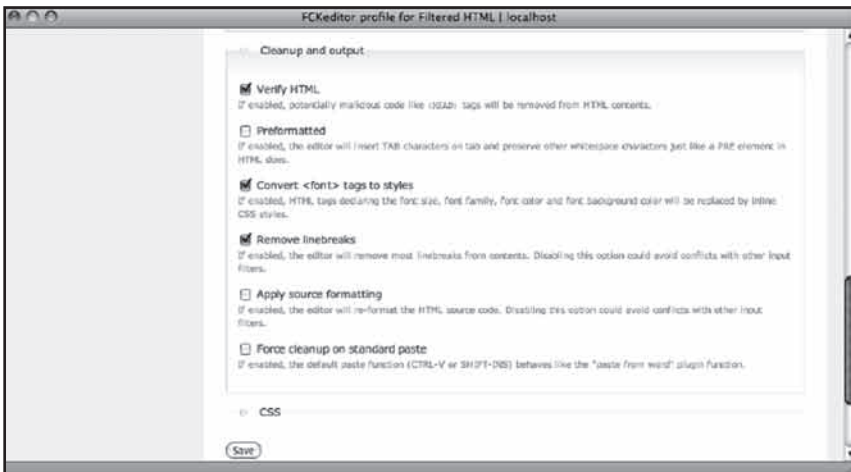 FCKeditor profile for Filtered HTML | localhost
Cleanup and output
Verify HTML
If enabled, potentially malicious code like <HEAD> tags will be removed from HTML contents.
Preformatted
If enabled, the editor will insert TAB characters on tab and preserve other whitespace characters just like a PRE element in
HTML does.
Convert <font> tags to styles
If enabled, HTML tags declaring the font size, font family, font color and font background color will be replaced by inline
CSS styles.
Remove linebreaks
If enabled, the editor will remove most linebreaks from contents. Disabling this option could avoid conflicts with other input
filters.
Apply source formatting
If enabled, the editor will re-format the HTML source code. Disabling this option could avoid conflicts with other input
filters.
Force cleanup on standard paste
If enabled, the default paste function (CTRL-V or SHIFT-INS) behaves like the "paste from word" plugin function.
CSS
Save